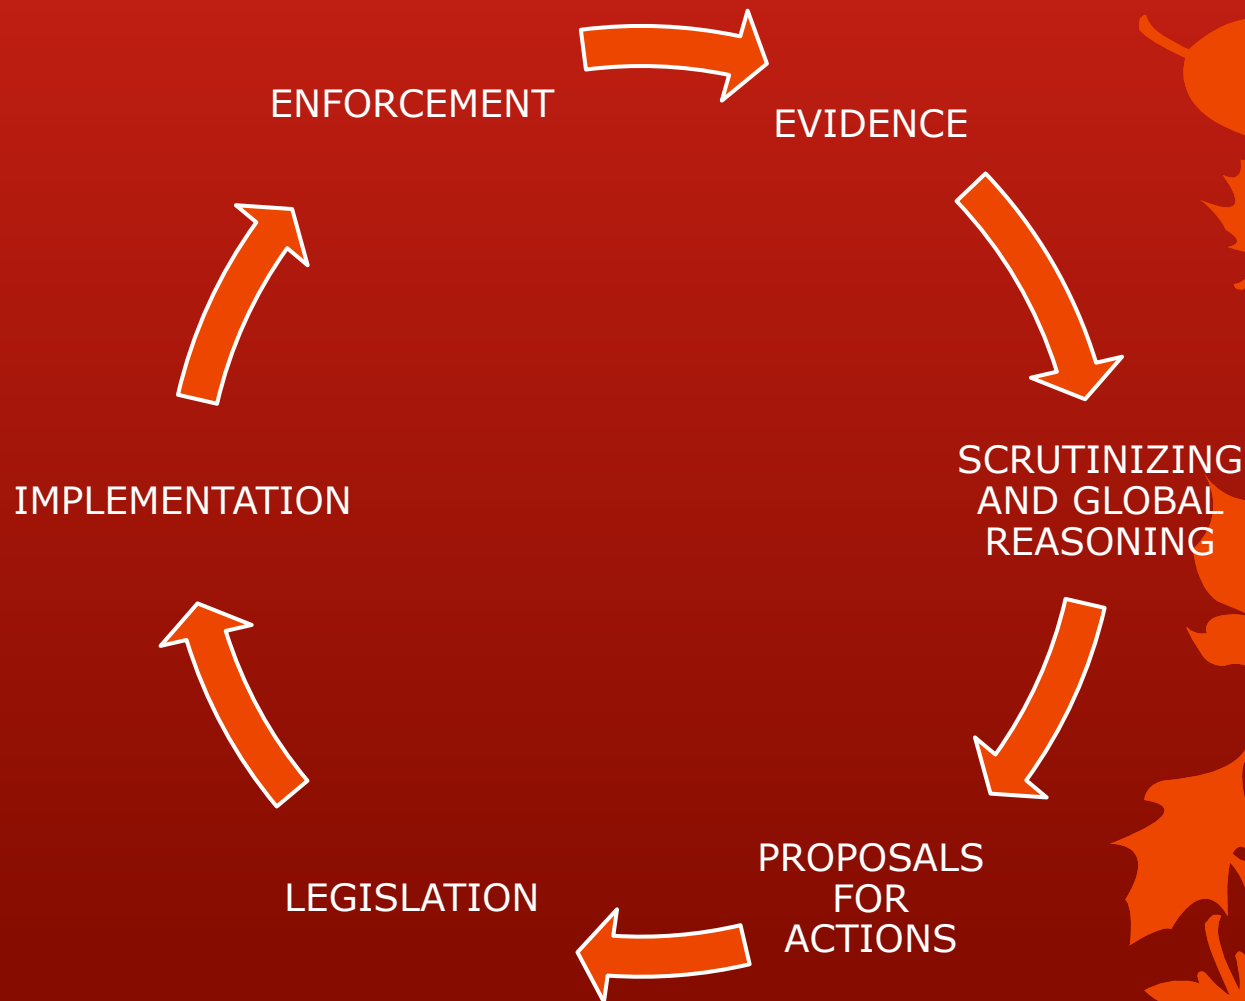 ENFORCEMENT
EVIDENCE
SCRUTINIZING
AND GLOBAL
REASONING
PROPOSALS
FOR
ACTIONS
LEGISLATION
IMPLEMENTATION